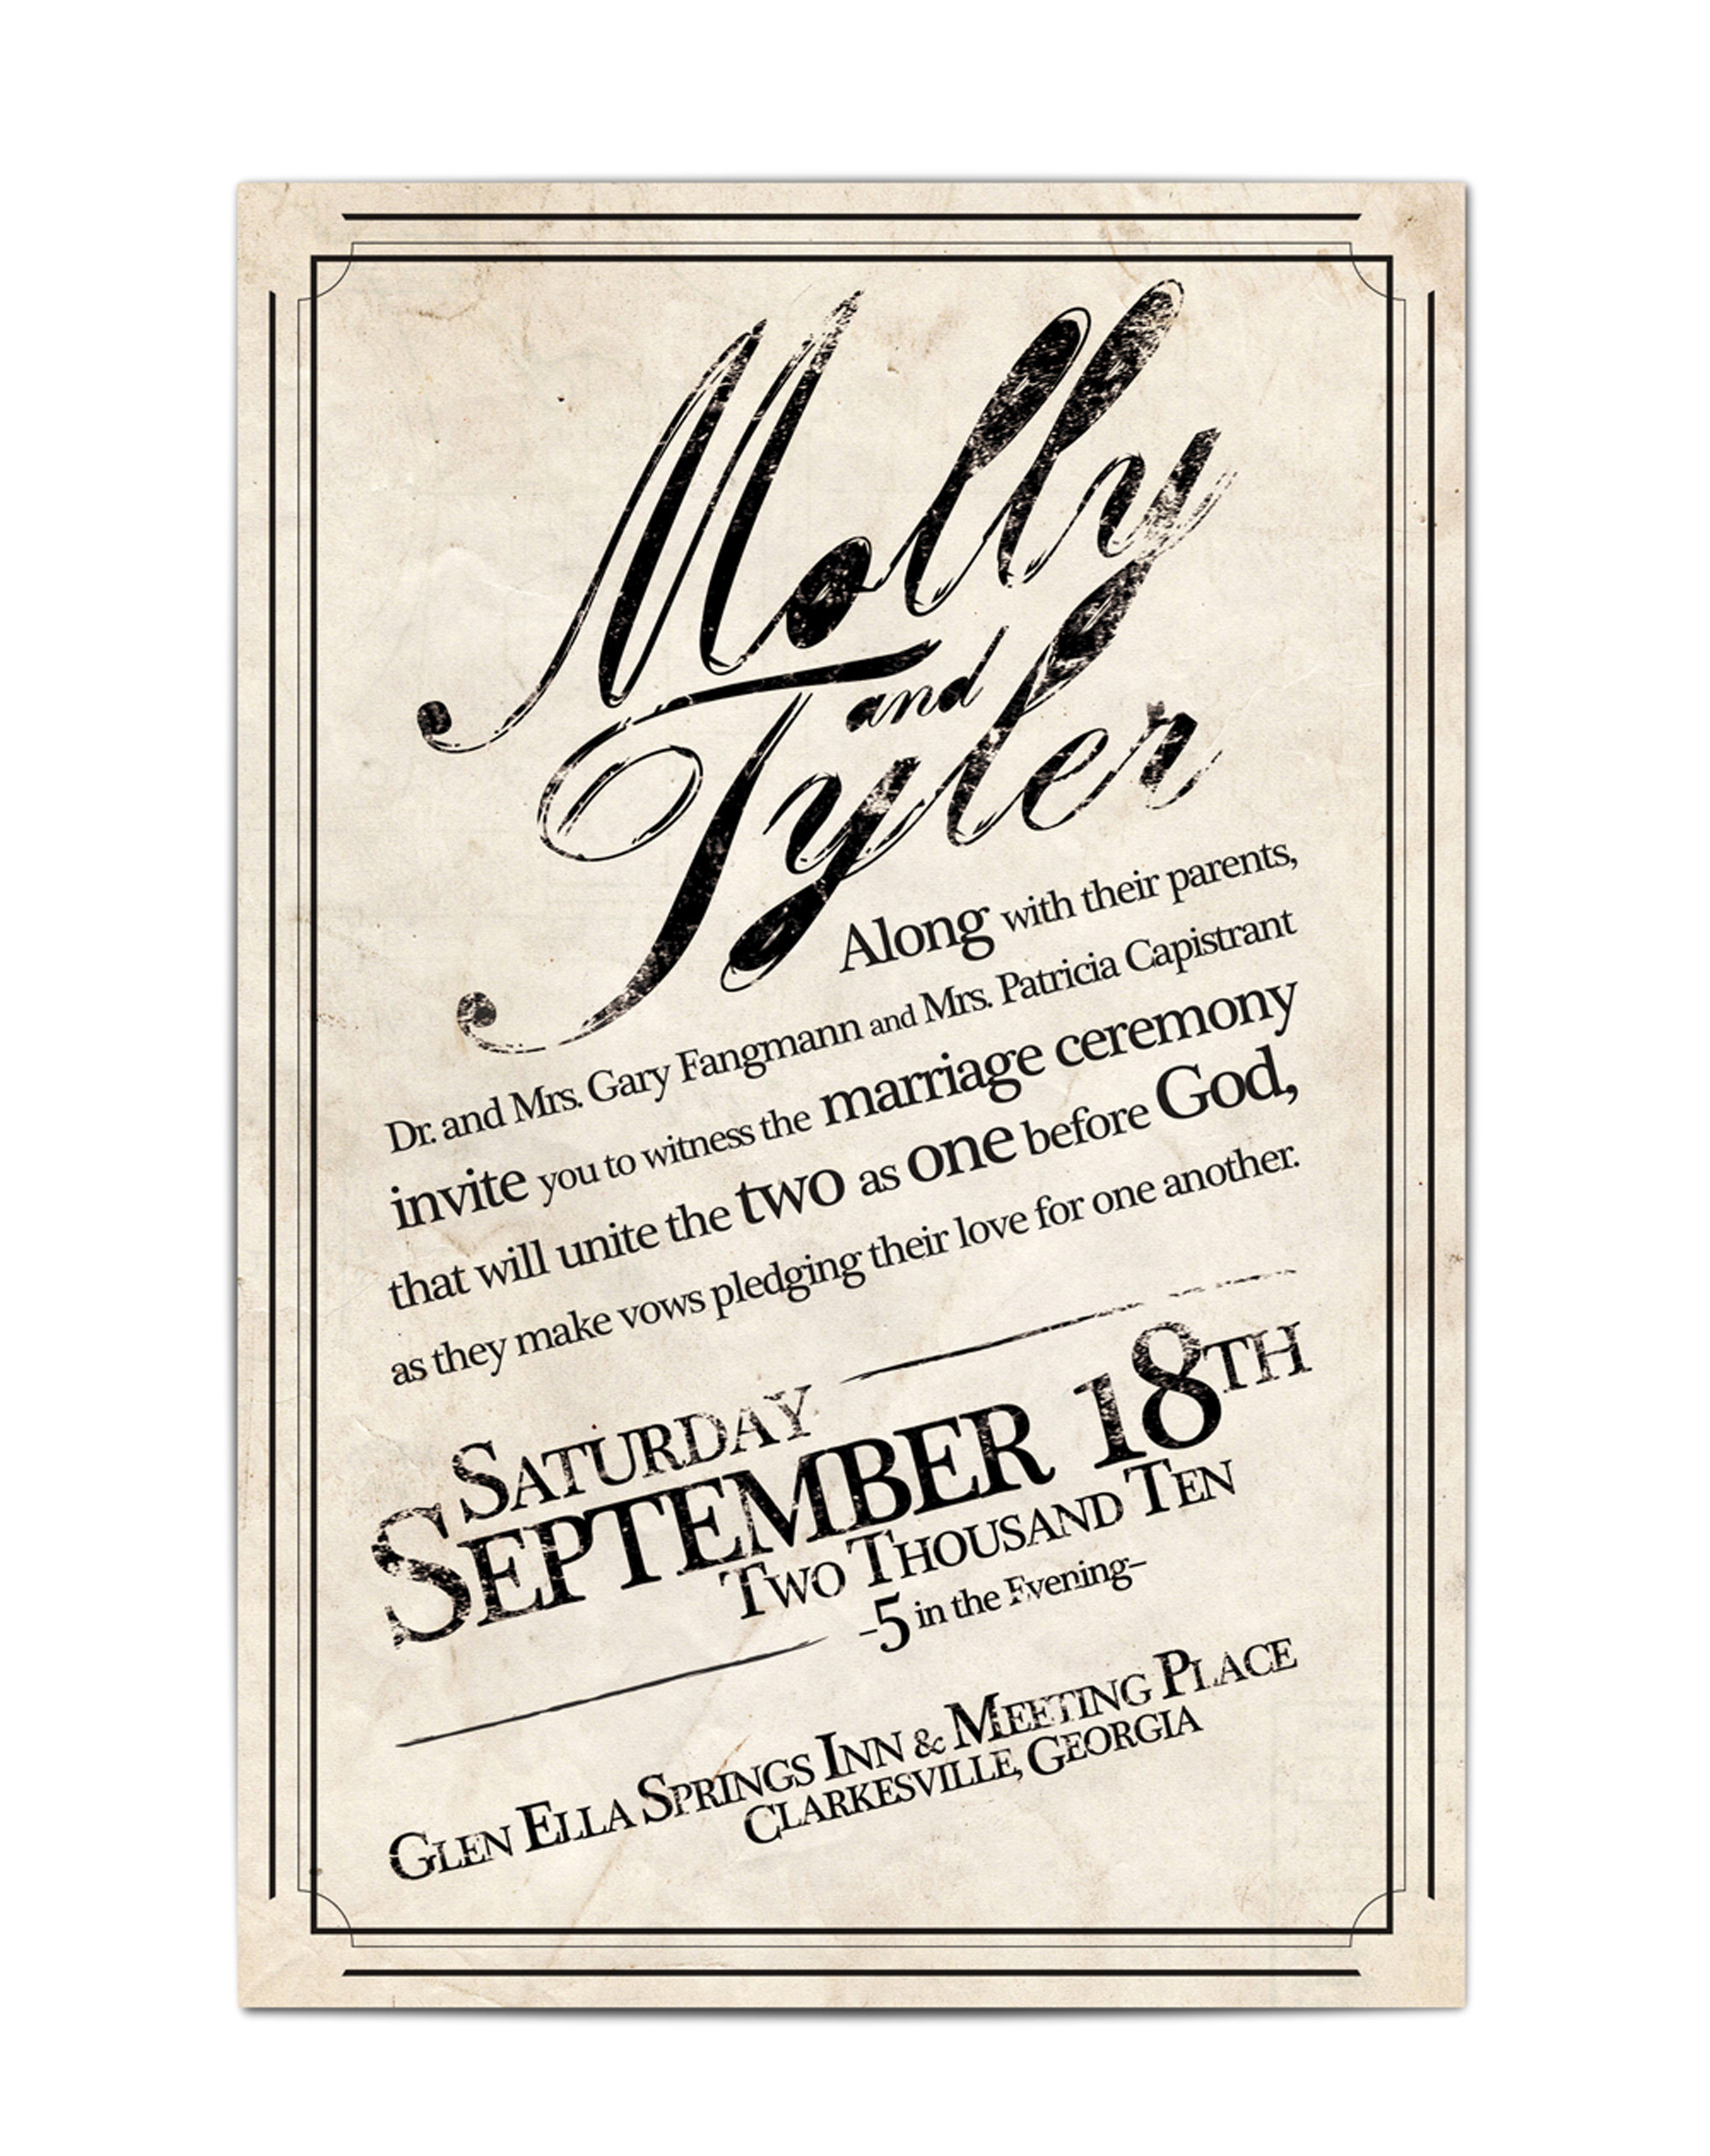 Molly
and
Tyler
Along with their parents,
Dr. and Mrs. Gary Fangmann and Mrs. Patricia Capistrant
invite you to witness the marriage ceremony
that will unite the two as one before God,
as they make vows pledging their love for one another.
SATURDAY
SEPTEMBER 18TH
TWO THOUSAND TEN
-5 in the Evening-
GLEN ELLA SPRINGS INN & MEETING PLACE
CLARKESVILLE, GEORGIA